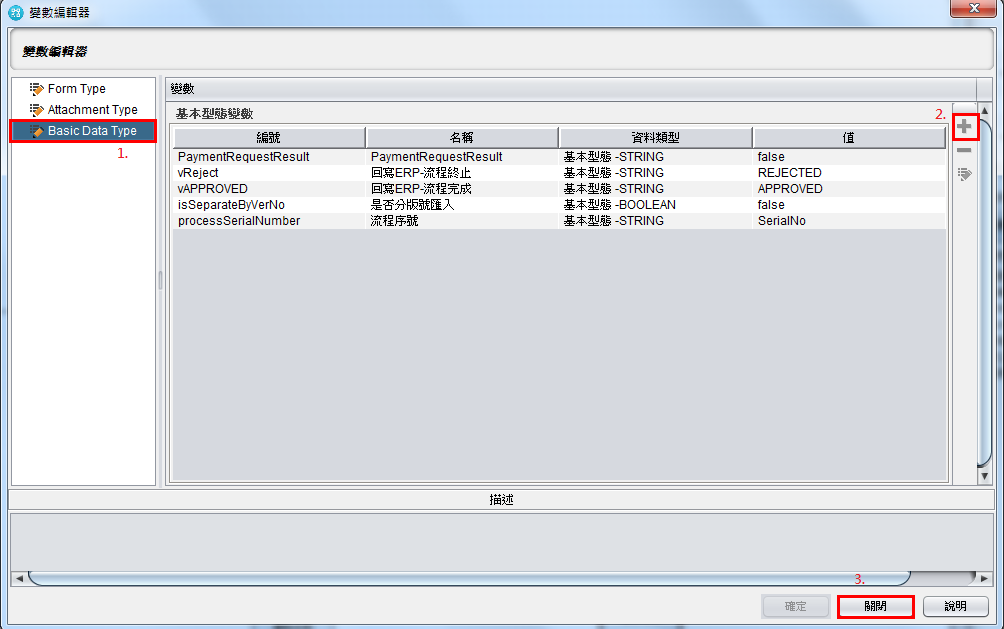 變數編輯器
變數編輯器
Form Type
Attachment Type
Basic Data Type
1.
變數
基本型態變數
2.
編號 名稱 資料類型 值
PaymentRequestResult PaymentRequestResult 基本型態 -STRING false
vReject 回寫ERP-流程終止 基本型態 -STRING REJECTED
vAPPROVED 回寫ERP-流程完成 基本型態 -STRING APPROVED
isSeparateByVerNo 是否分版號匯入 基本型態 -BOOLEAN false
processSerialNumber 流程序號 基本型態 -STRING SerialNo
描述
3.
確定 關閉 說明